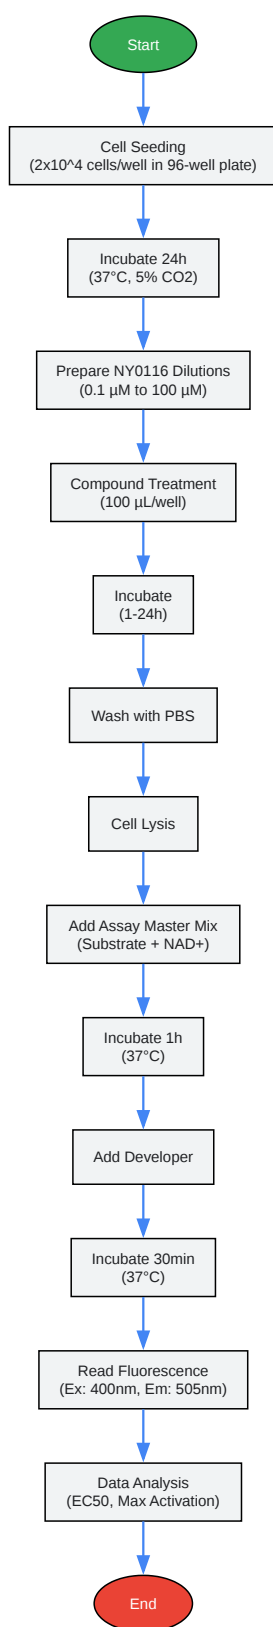 Start
Cell Seeding
(2x10^4 cells/well in 96-well plate)
Incubate 24h
(37°C, 5% CO2)
Prepare NY0116 Dilutions
(0.1 µM to 100 µM)
Compound Treatment
(100 µL/well)
Incubate
(1-24h)
Wash with PBS
Cell Lysis
Add Assay Master Mix
(Substrate + NAD+)
Incubate 1h
(37°C)
Add Developer
Incubate 30min
(37°C)
Read Fluorescence
(Ex: 400nm, Em: 505nm)
Data Analysis
(EC50, Max Activation)
End